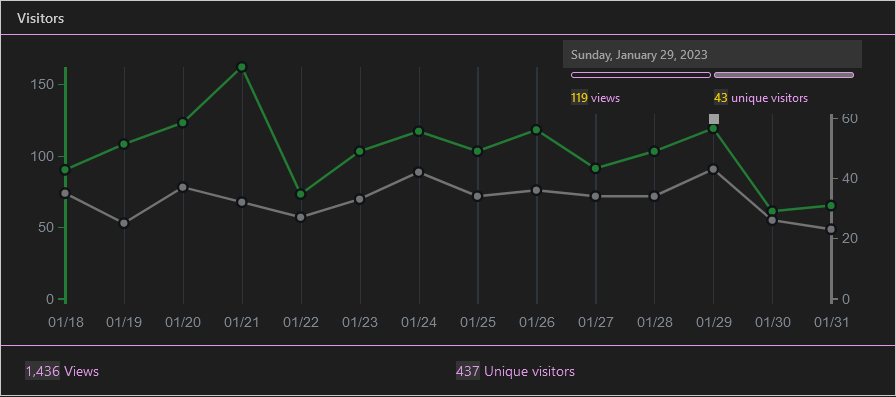 Visitors
Sunday, January 29, 2023
119 views
43 unique visitors
150
100
50
0
60
40
20
0
01/18 01/19 01/20 01/21 01/22 01/23 01/24 01/25 01/26 01/27 01/28 01/29 01/30 01/31
1,436 Views
437 Unique visitors